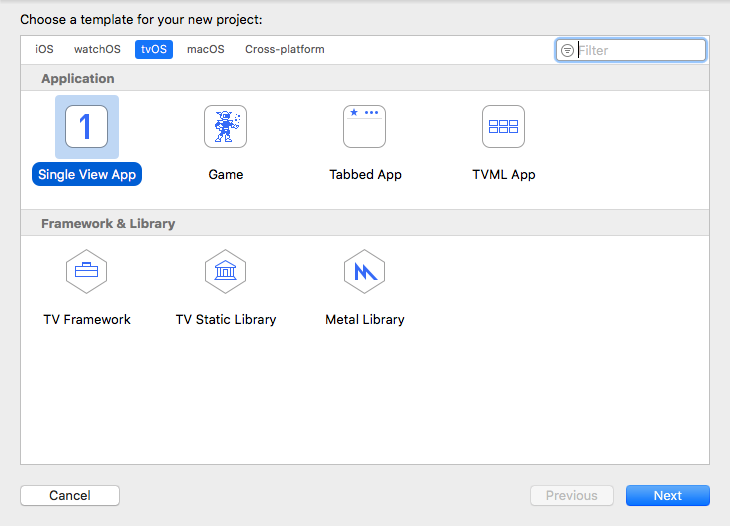 Choose a template for your new project:
iOS watchOS tvOS macOS Cross-platform Filter
Application
1
Single View App Game Tabbed App TVML App
Framework & Library
TV Framework TV Static Library Metal Library
Cancel Previous Next